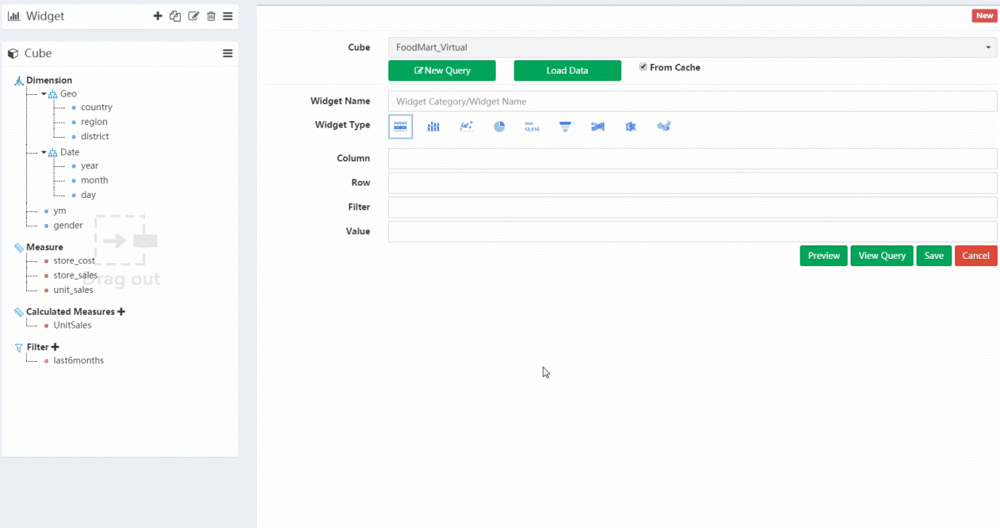 Widget
Cube
Dimension
Geo
country
region
district
Date
year
month
day
ym
gender
Measure
store_cost
store_sales
Drag out
unit_sales
Calculated Measures
UnitSales
Filter
last6months
New
Cube FoodMart_Virtual
New Query Load Data From Cache
Widget Name Widget Category/Widget Name
Widget Type 12,816
Column
Row
Filter
Value
Preview View Query Save Cancel